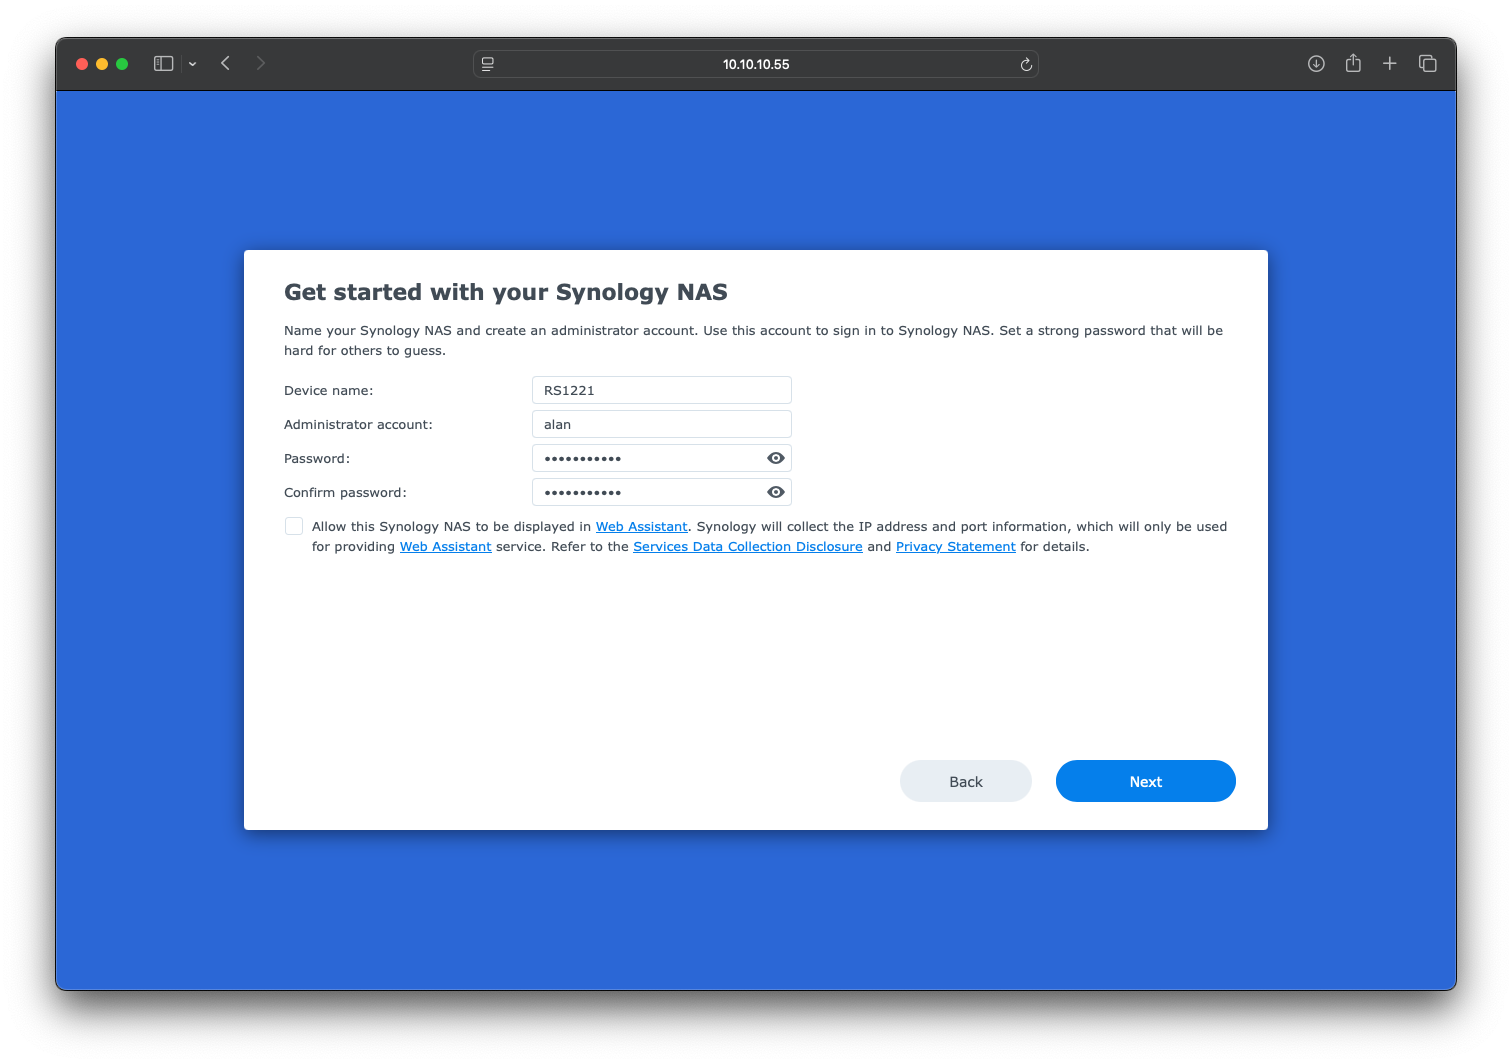 10.10.10.55
Get started with your Synology NAS
Name your Synology NAS and create an administrator account. Use this account to sign in to Synology NAS. Set a strong password that will be
hard for others to guess.
Device name: RS1221
Administrator account: alan
Password: •••••••••••
Confirm password: •••••••••••
Allow this Synology NAS to be displayed in Web Assistant. Synology will collect the IP address and port information, which will only be used
for providing Web Assistant service. Refer to the Services Data Collection Disclosure and Privacy Statement for details.
Back Next